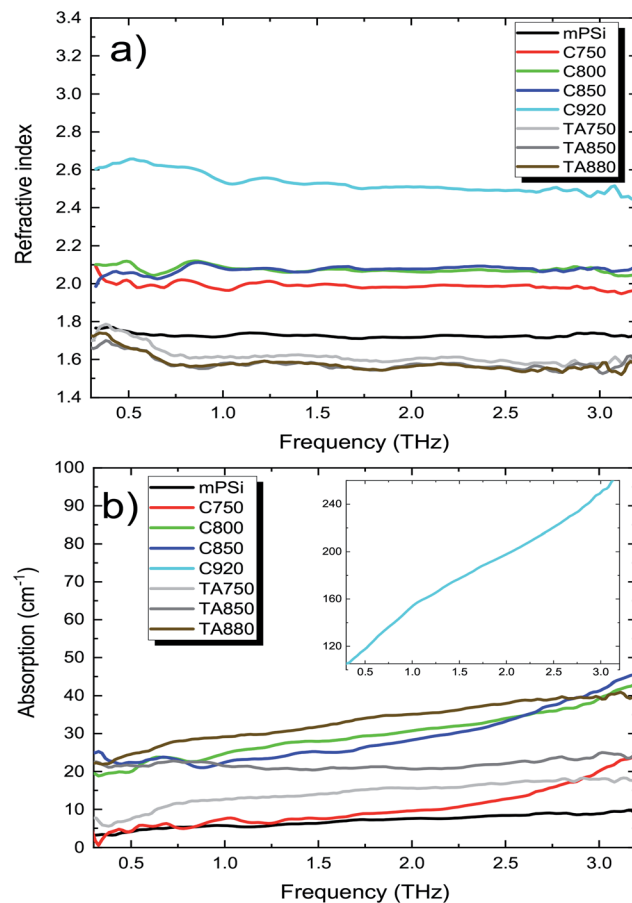 a)
3.4
3.2
3.0
2.8
2.6
2.4
2.2
2.0
1.8
1.6
1.4
Refractive index
mPSi
C750
C800
C850
C920
TA750
TA850
TA880
0.5 1.0 1.5 2.0 2.5 3.0
Frequency (THz)
b)
100
90
80
70
60
50
40
30
20
10
0
Absorption (cm⁻¹)
mPSi
C750
C800
C850
C920
TA750
TA850
TA880
240
200
160
120
0.5 1.0 1.5 2.0 2.5 3.0
0.5 1.0 1.5 2.0 2.5 3.0
Frequency (THz)